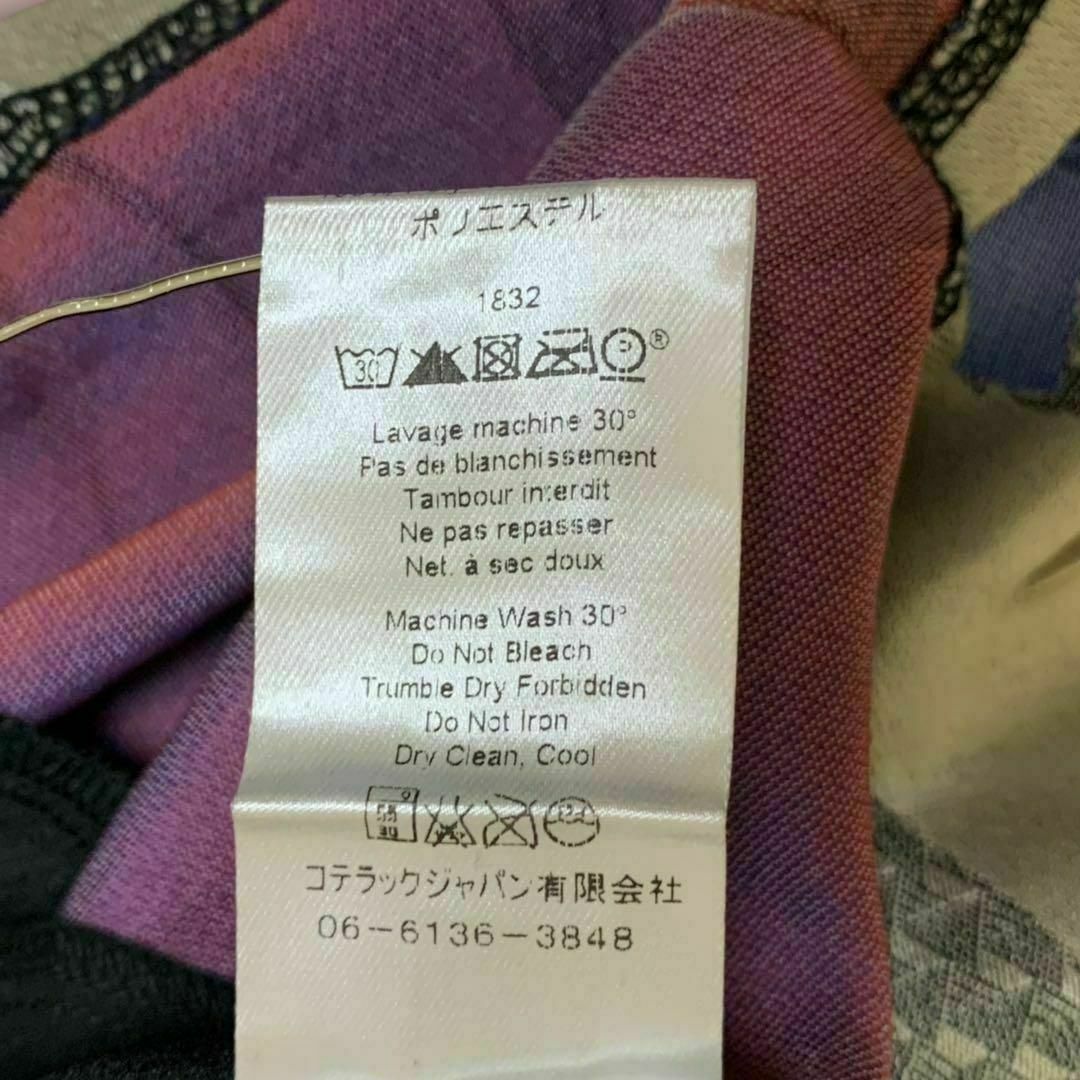 ポリエステル
1832
30
®
Lavage machine 30°
Pas de blanchissement
Tambour interdit
Ne pas repasser
Net. à sec doux
Machine Wash 30°
Do Not Bleach
Trumble Dry Forbidden
Do Not Iron
Dry Clean, Cool
コテラックジャパン有限会社
06-6136-3848